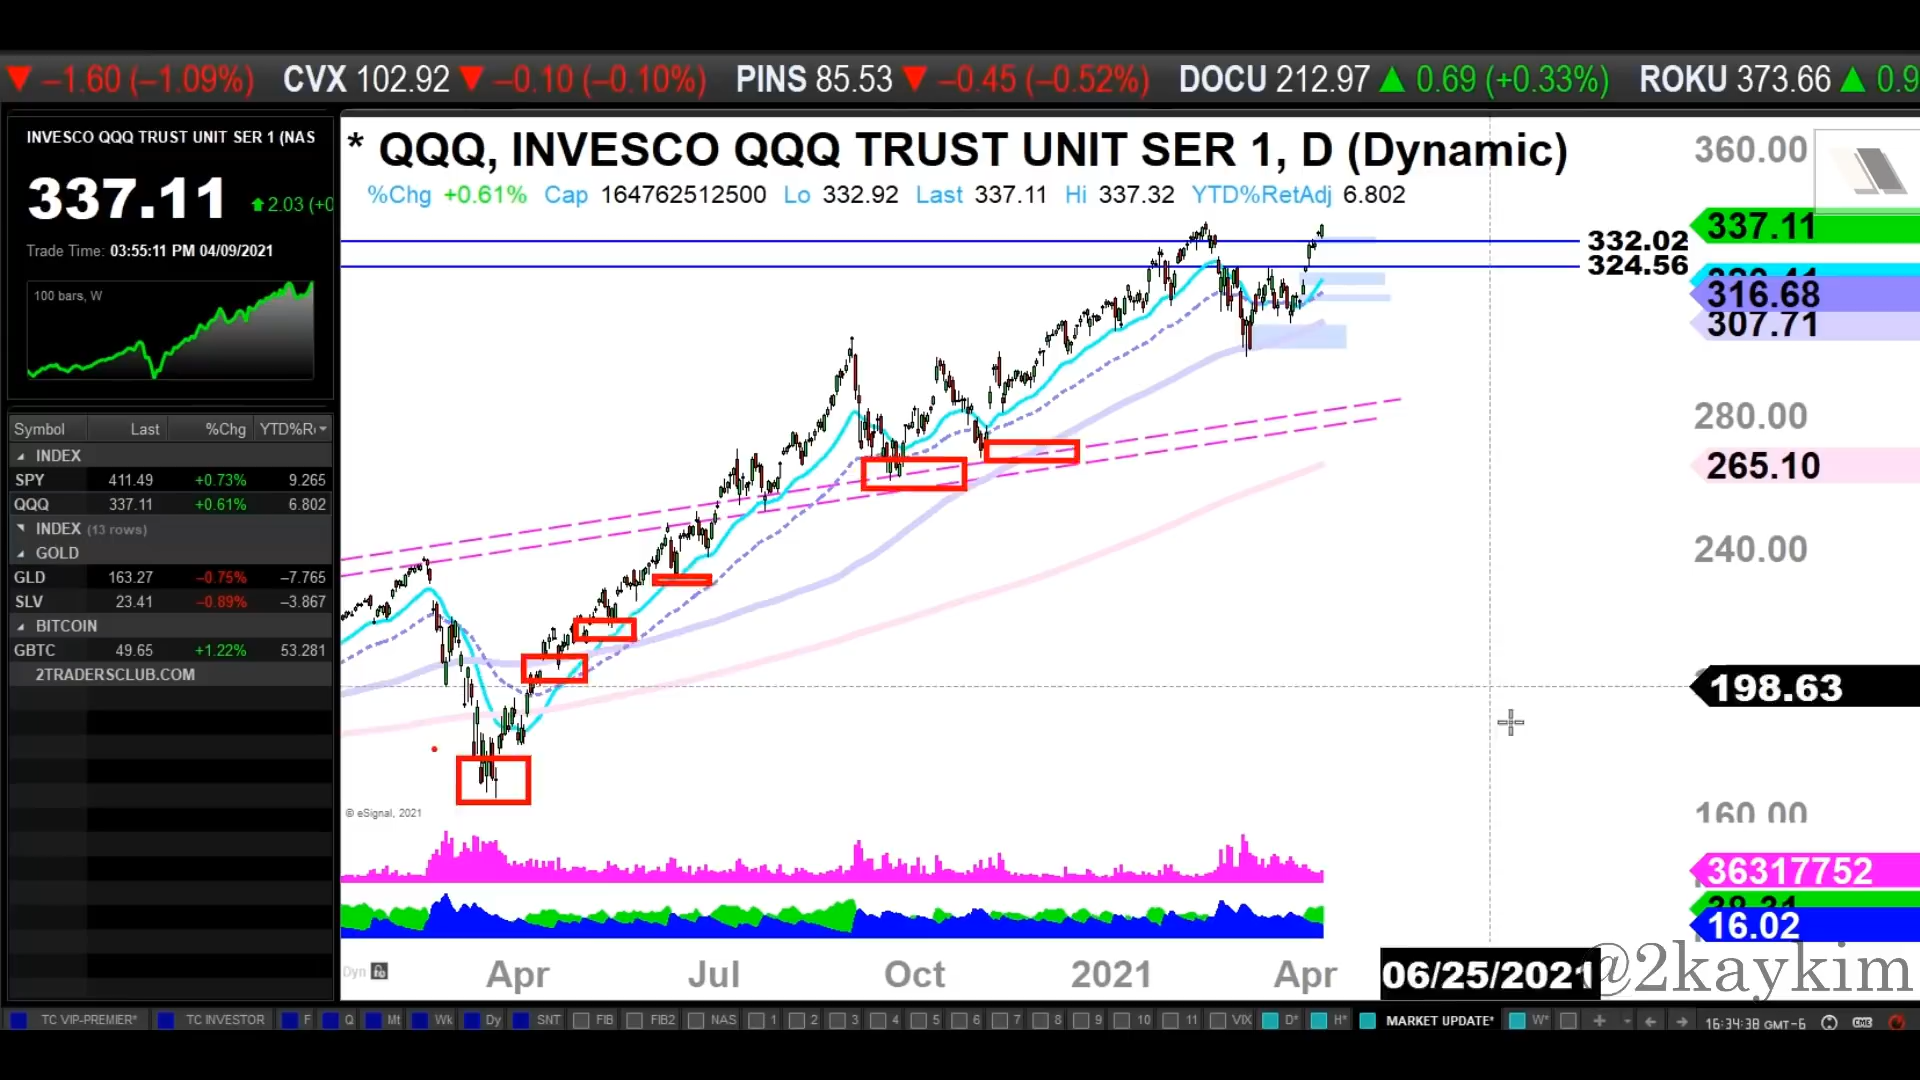 –1.60 (–1.09%) CVX 102.92 –0.10 (–0.10%) PINS 85.53 –0.45 (–0.52%) DOCU 212.97 0.69 (+0.33%) ROKU 373.66 0.9
INVESCO QQQ TRUST UNIT SER 1 (NAS
337.11 2.03 (+0
Trade Time: 03:55:11 PM 04/09/2021
100 bars, W
Symbol Last %Chg YTD%R
INDEX
SPY 411.49 +0.73% 9.265
QQQ 337.11 +0.61% 6.802
INDEX (13 rows)
GOLD
GLD 163.27 –0.75% –7.765
SLV 23.41 –0.89% –3.867
BITCOIN
GBTC 49.65 +1.22% 53.281
2TRADERSCLUB.COM
* QQQ, INVESCO QQQ TRUST UNIT SER 1, D (Dynamic)
%Chg +0.61% Cap 164762512500 Lo 332.92 Last 337.11 Hi 337.32 YTD%RetAdj 6.802
360.00
337.11
332.02
324.56
316.68
307.71
280.00
265.10
240.00
198.63
160.00
© eSignal, 2021
36317752
16.02
Dyn Apr Jul Oct 2021 Apr 06/25/2021
@2kaykim
TC VIP-PREMIER* TC INVESTOR F Q Mt Wk Dy SNT FIB FIB2 NAS 1 2 3 4 5 6 7 8 9 10 11 VIX D* H* MARKET UPDATE* W* 16:34:38 GMT-6 CME